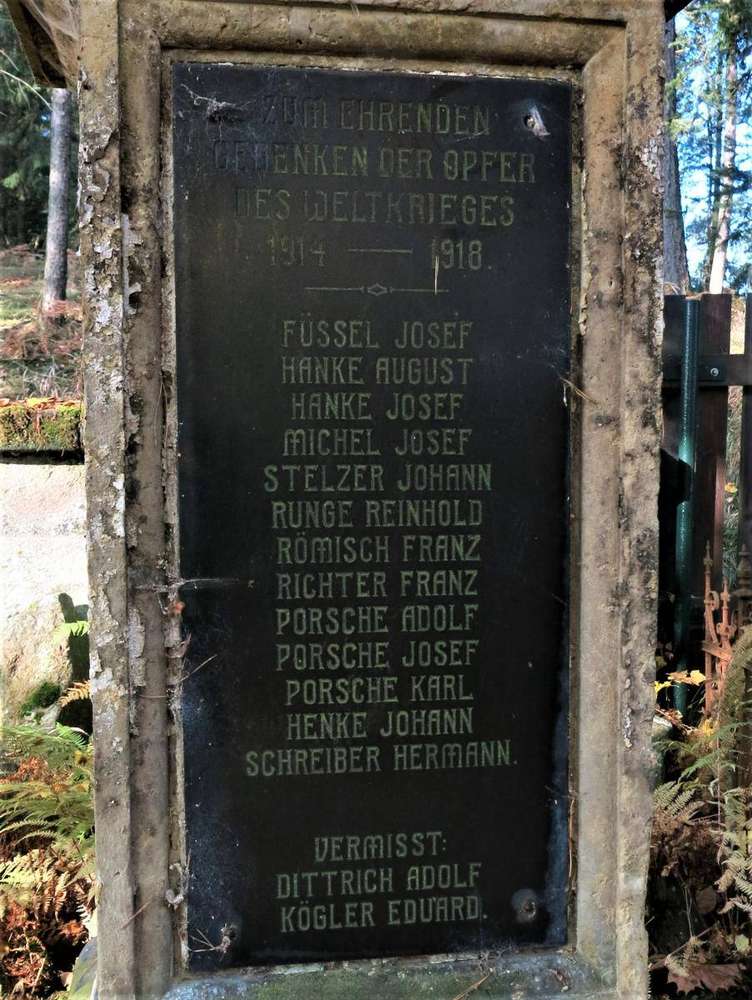 ZUM EHRENDEN
GEDENKEN DER OPFER
DES WELTKRIEGES
1914 — 1918.
FÜSSEL JOSEF
HANKE AUGUST
HANKE JOSEF
MICHEL JOSEF
STELZER JOHANN
RUNGE REINHOLD
RÖMISCH FRANZ
RICHTER FRANZ
PORSCHE ADOLF
PORSCHE JOSEF
PORSCHE KARL
HENKE JOHANN
SCHREIBER HERMANN.
VERMISST:
DITTRICH ADOLF
KÖGLER EDUARD.